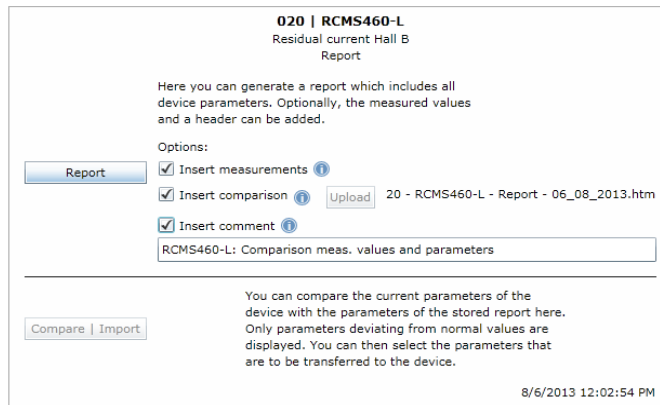 020 | RCMS460-L
Residual current Hall B
Report
Here you can generate a report which includes all
device parameters. Optionally, the measured values
and a header can be added.
Options:
Report
Insert measurements
Insert comparison Upload 20 - RCMS460-L - Report - 06_08_2013.htm
Insert comment
RCMS460-L: Comparison meas. values and parameters
You can compare the current parameters of the
device with the parameters of the stored report here.
Compare | Import
Only parameters deviating from normal values are
displayed. You can then select the parameters that
are to be transferred to the device.
8/6/2013 12:02:54 PM